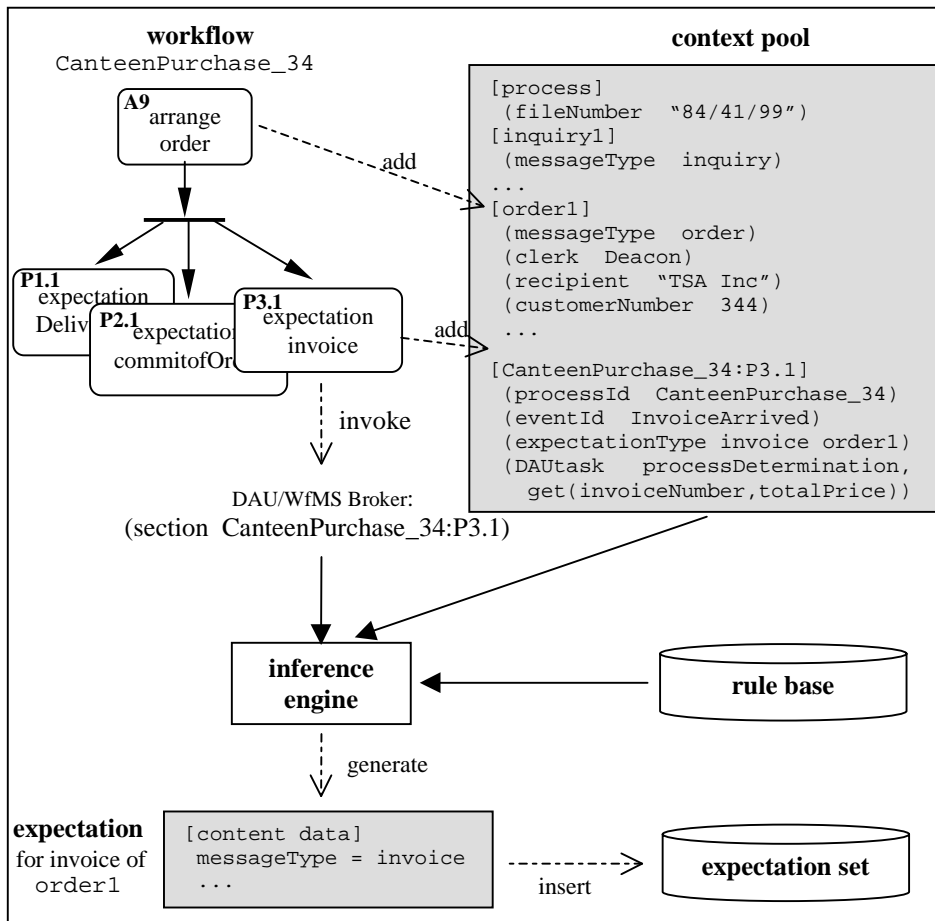 workflow
CanteenPurchase_34
A9
arrange
order
add
P1.1
expectation
Deliv
P2.1
expectation
commitofOr
P3.1
expectation
invoice
add
invoke
context pool
[process]
(fileNumber “84/41/99”)
[inquiry1]
(messageType inquiry)
...
[order1]
(messageType order)
(clerk Deacon)
(recipient “TSA Inc”)
(customerNumber 344)
...
[CanteenPurchase_34:P3.1]
(processId CanteenPurchase_34)
(eventId InvoiceArrived)
(expectationType invoice order1)
(DAUtask processDetermination,
get(invoiceNumber,totalPrice))
DAU/WfMS Broker:
(section CanteenPurchase_34:P3.1)
inference
engine
rule base
generate
expectation
for invoice of
order1
[content data]
messageType = invoice
...
insert
expectation set